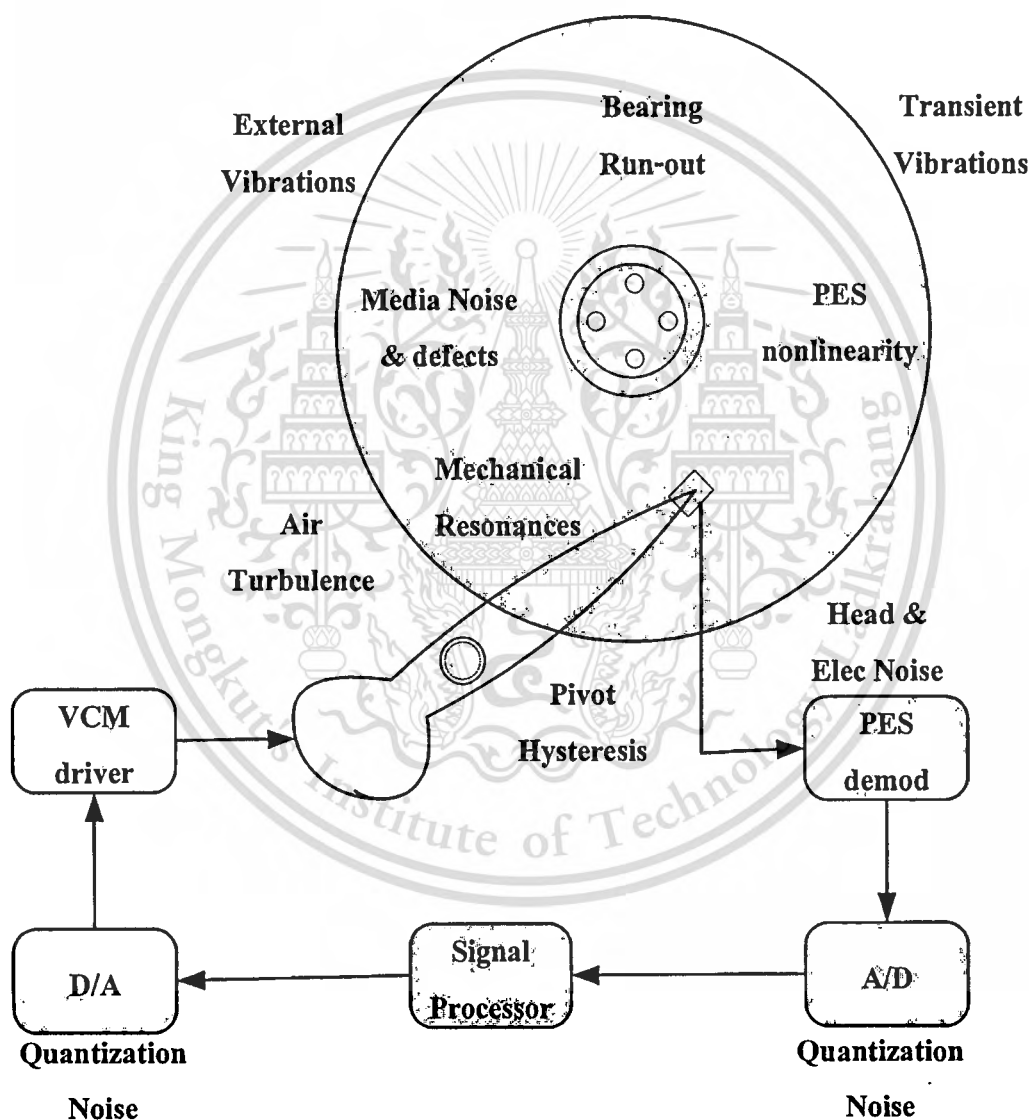 External
Vibrations
Bearing
Run-out
Transient
Vibrations
Media Noise
& defects
PES
nonlinearity
Mechanical
Resonances
Air
Turbulence
Head &
Elec Noise
Pivot
Hysteresis
VCM
driver
PES
demod
D/A
Signal
Processor
A/D
Quantization
Noise
Quantization
Noise
King Mongkut's Institute of Technology Ladkrabang